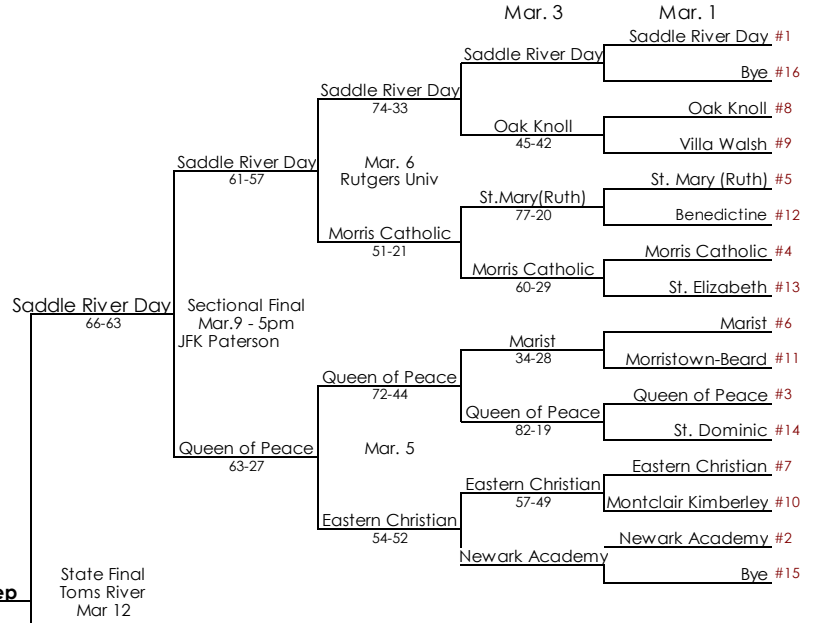 Mar. 3 Mar. 1
Saddle River Day #1
Saddle River Day
Bye #16
Saddle River Day
74-33
Oak Knoll #8
Oak Knoll
45-42
Villa Walsh #9
Saddle River Day
61-57
Mar. 6
Rutgers Univ
St. Mary (Ruth) #5
St.Mary(Ruth)
77-20
Benedictine #12
Morris Catholic
51-21
Morris Catholic #4
Morris Catholic
60-29
St. Elizabeth #13
Saddle River Day
66-63
Sectional Final
Mar.9 - 5pm
JFK Paterson
Marist #6
Marist
34-28
Morristown-Beard #11
Queen of Peace
72-44
Queen of Peace #3
Queen of Peace
82-19
St. Dominic #14
Queen of Peace
63-27
Mar. 5
Eastern Christian #7
Eastern Christian
57-49
Montclair Kimberley #10
Eastern Christian
54-52
Newark Academy #2
Newark Academy
Bye #15
State Final
Toms River
Mar 12
ep